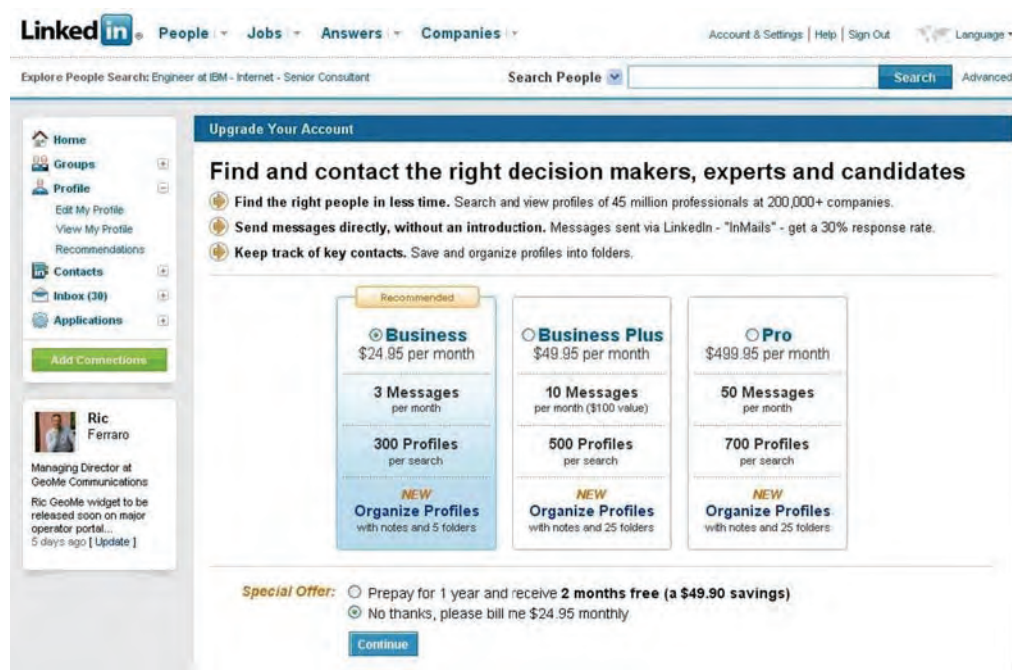 Linked in ® People Jobs Answers Companies Account & Settings | Help | Sign Out Language
Explore People Search: Engineer at IBM - Internet - Senior Consultant Search People Search Advanced
Home
Groups
Profile
Edit My Profile
View My Profile
Recommendations
Contacts
Inbox (30)
Applications
Add Connections
Ric
Ferraro
Managing Director at
GeoMe Communications
Ric GeoMe widget to be
released soon on major
operator portal...
5 days ago [ Update ]
Upgrade Your Account
Find and contact the right decision makers, experts and candidates
Find the right people in less time. Search and view profiles of 45 million professionals at 200,000+ companies.
Send messages directly, without an introduction. Messages sent via LinkedIn - "InMails" - get a 30% response rate.
Keep track of key contacts. Save and organize profiles into folders.
Recommended
Business
$24.95 per month
3 Messages
per month
300 Profiles
per search
NEW
Organize Profiles
with notes and 5 folders
Business Plus
$49.95 per month
10 Messages
per month ($100 value)
500 Profiles
per search
NEW
Organize Profiles
with notes and 25 folders
Pro
$499.95 per month
50 Messages
per month
700 Profiles
per search
NEW
Organize Profiles
with notes and 25 folders
Special Offer: Prepay for 1 year and receive 2 months free (a $49.90 savings)
No thanks, please bill me $24.95 monthly
Continue